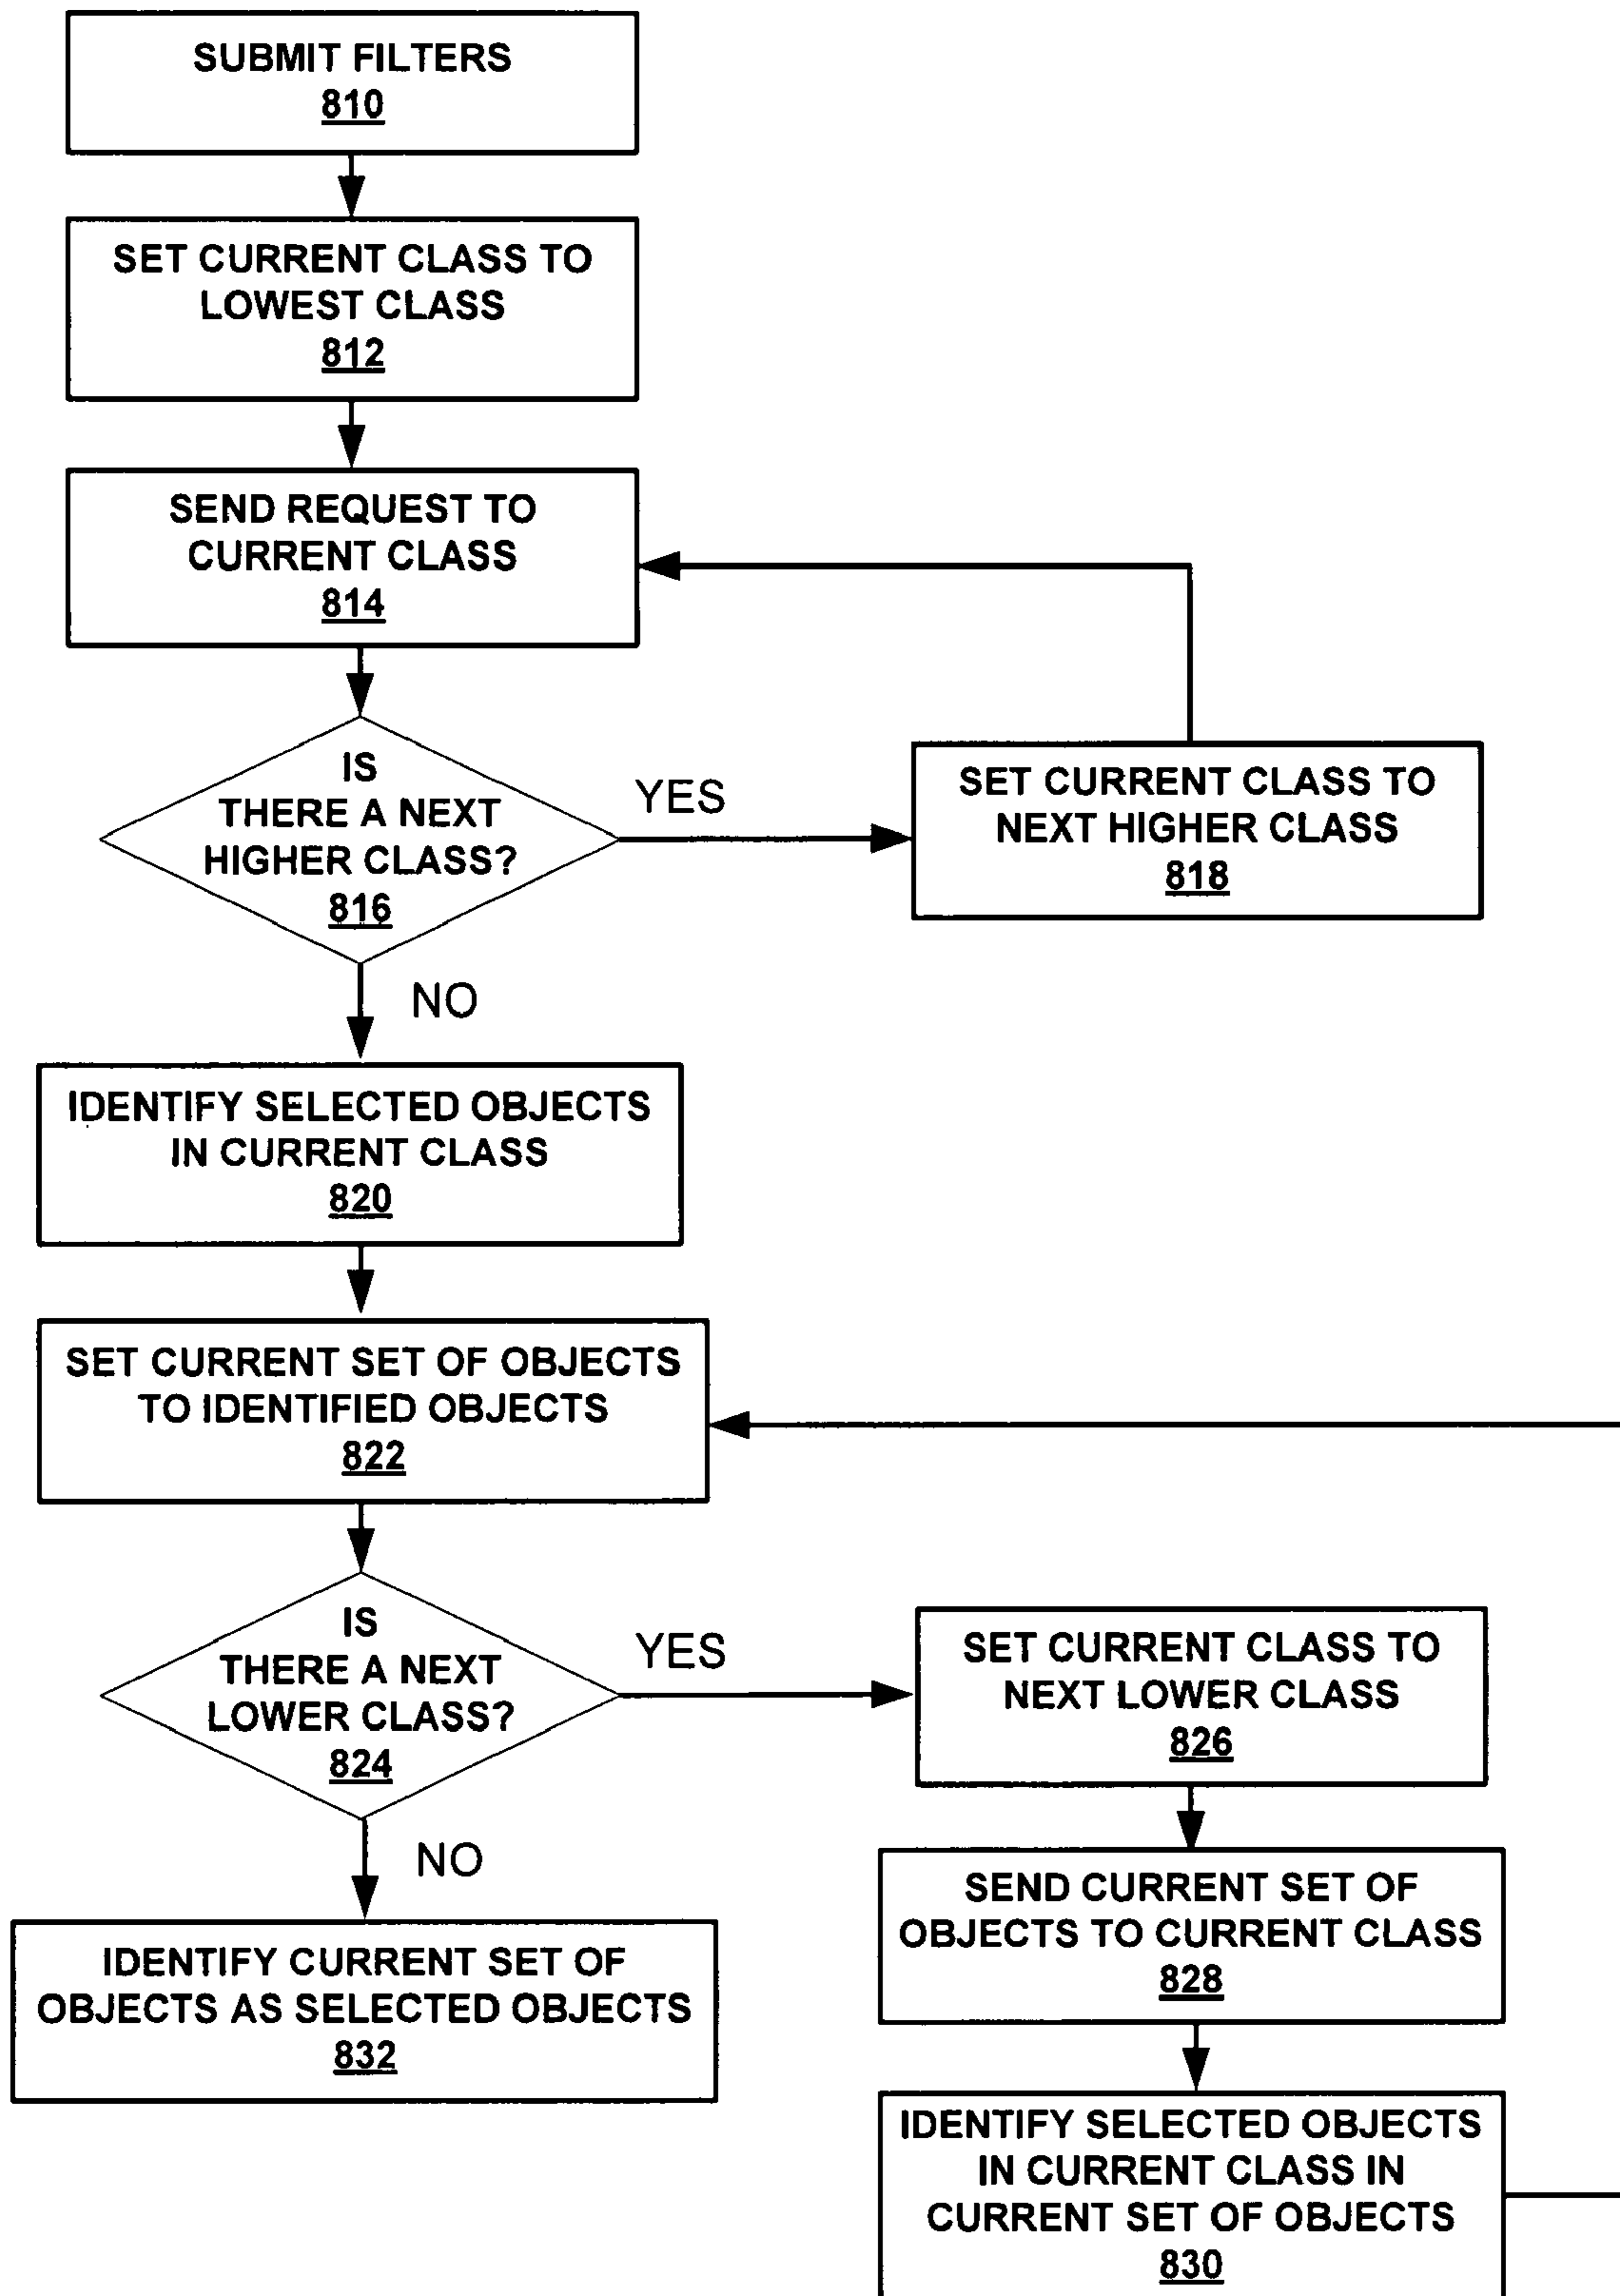 SUBMIT FILTERS
810
SET CURRENT CLASS TO
LOWEST CLASS
812
SEND REQUEST TO
CURRENT CLASS
814
IS
THERE A NEXT
HIGHER CLASS?
816
YES
SET CURRENT CLASS TO
NEXT HIGHER CLASS
818
NO
IDENTIFY SELECTED OBJECTS
IN CURRENT CLASS
820
SET CURRENT SET OF OBJECTS
TO IDENTIFIED OBJECTS
822
IS
THERE A NEXT
LOWER CLASS?
824
YES
SET CURRENT CLASS TO
NEXT LOWER CLASS
826
NO
SEND CURRENT SET OF
OBJECTS TO CURRENT CLASS
828
IDENTIFY CURRENT SET OF
OBJECTS AS SELECTED OBJECTS
832
IDENTIFY SELECTED OBJECTS
IN CURRENT CLASS IN
CURRENT SET OF OBJECTS
830